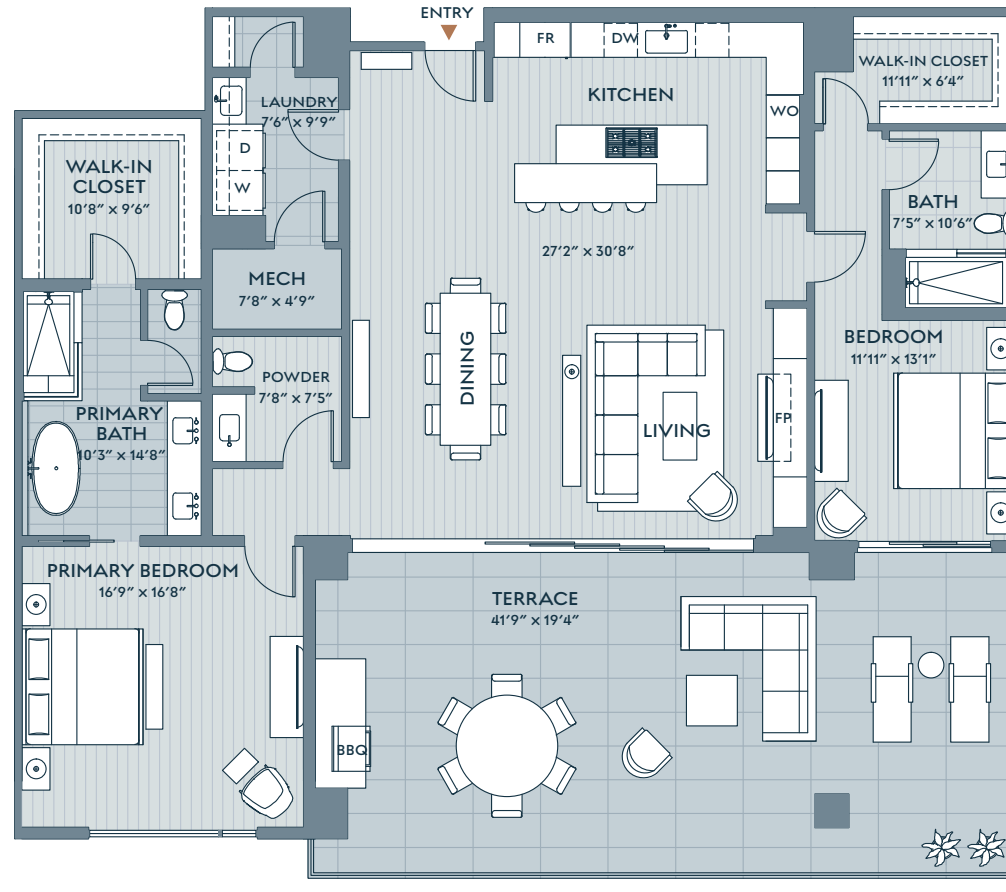 ENTRY
FR
DW
WALK-IN CLOSET
11'11" x 6'4"
KITCHEN
LAUNDRY
7'6" x 9'9"
WO
D
W
WALK-IN
CLOSET
10'8" x 9'6"
BATH
7'5" x 10'6"
27'2" x 30'8"
MECH
7'8" x 4'9"
DINING
BEDROOM
11'11" x 13'1"
POWDER
7'8" x 7'5"
PRIMARY
BATH
10'3" x 14'8"
LIVING
FP
PRIMARY BEDROOM
16'9" x 16'8"
TERRACE
41'9" x 19'4"
BBQ